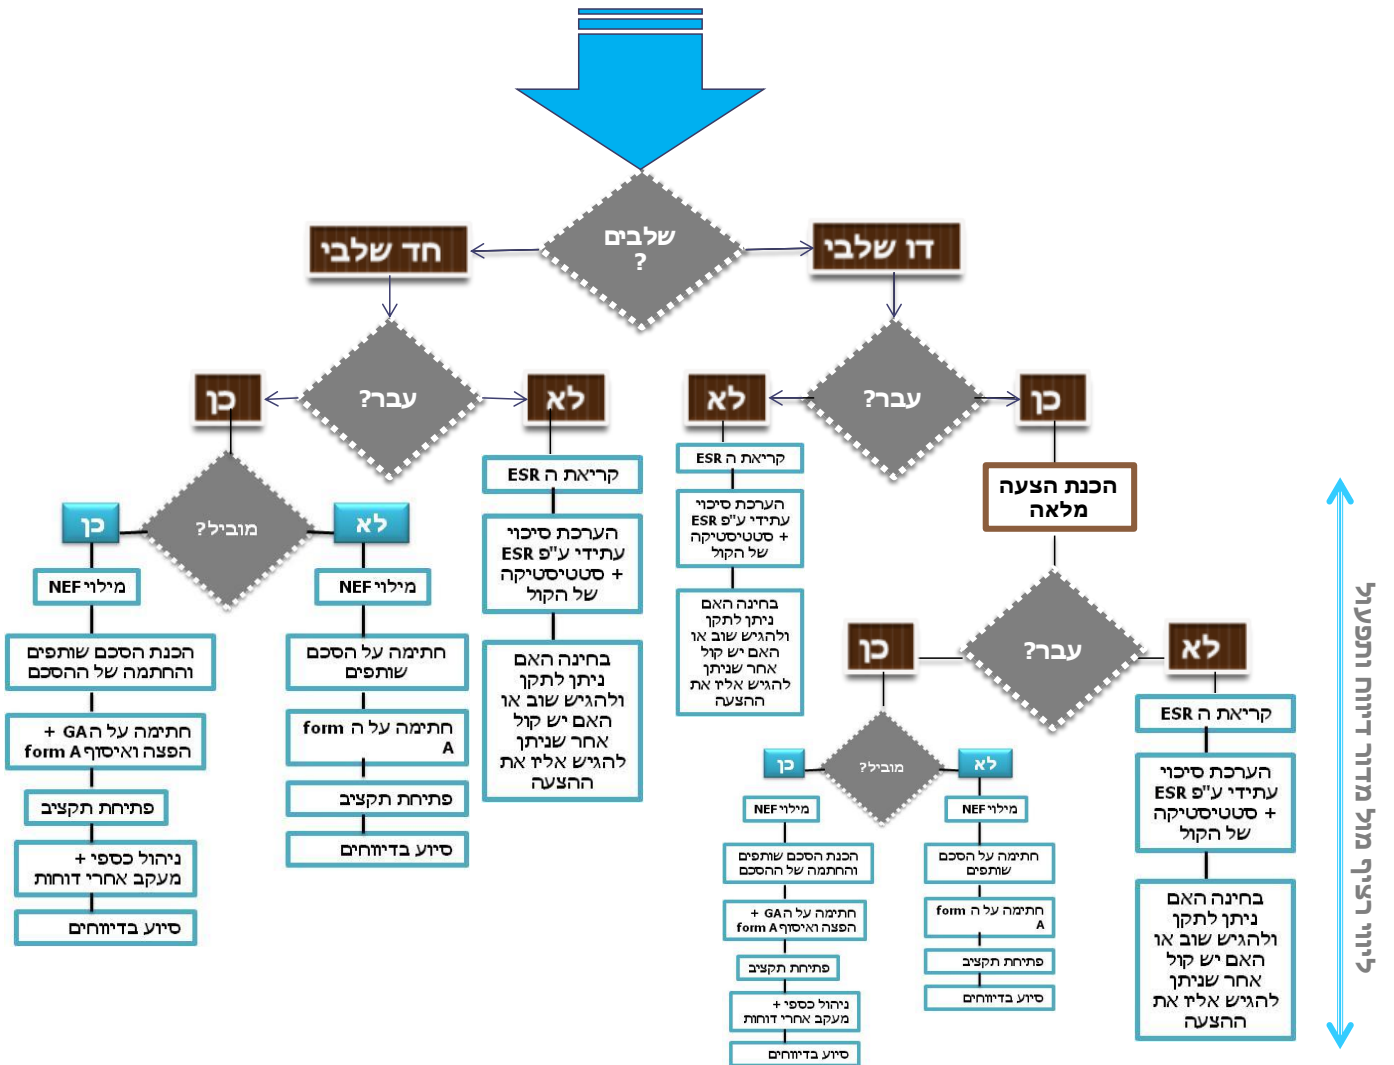 שלבים
?
דו שלבי
חד שלבי
עבר?
כן
לא
הכנת הצעה
מלאה
עבר?
לא
קריאת ה ESR
הערכת סיכוי
עתידי ע"פ ESR
+ סטטיסטיקה
של הקול
בחינה האם
ניתן לתקן
ולהגיש שוב או
האם יש קול
אחר שניתן
להגיש אליו את
ההצעה
כן
מוביל?
לא
מילוי NEF
חתימה על הסכם
שותפים
חתימה על ה form
A
פתיחת תקציב
סיוע בדיווחים
כן
מילוי NEF
הכנת הסכם שותפים
והחתמה של ההסכם
חתימה על הGA +
הפצה ואיסוף form A
פתיחת תקציב
ניהול כספי +
מעקב אחרי דוחות
סיוע בדיווחים
קריאת ה ESR
הערכת סיכוי
עתידי ע"פ ESR
+ סטטיסטיקה
של הקול
בחינה האם
ניתן לתקן
ולהגיש שוב או
האם יש קול
אחר שניתן
להגיש אליו את
ההצעה
עבר?
לא
קריאת ה ESR
הערכת סיכוי
עתידי ע"פ ESR
+ סטטיסטיקה
של הקול
בחינה האם
ניתן לתקן
ולהגיש שוב או
האם יש קול
אחר שניתן
להגיש אליו את
ההצעה
כן
מוביל?
לא
מילוי NEF
חתימה על הסכם
שותפים
חתימה על ה form
A
פתיחת תקציב
סיוע בדיווחים
כן
מילוי NEF
הכנת הסכם שותפים
והחתמה של ההסכם
חתימה על הGA +
הפצה ואיסוף form A
פתיחת תקציב
ניהול כספי +
מעקב אחרי דוחות
סיוע בדיווחים
ליווי רציף מול מדור דיווח ותפעול